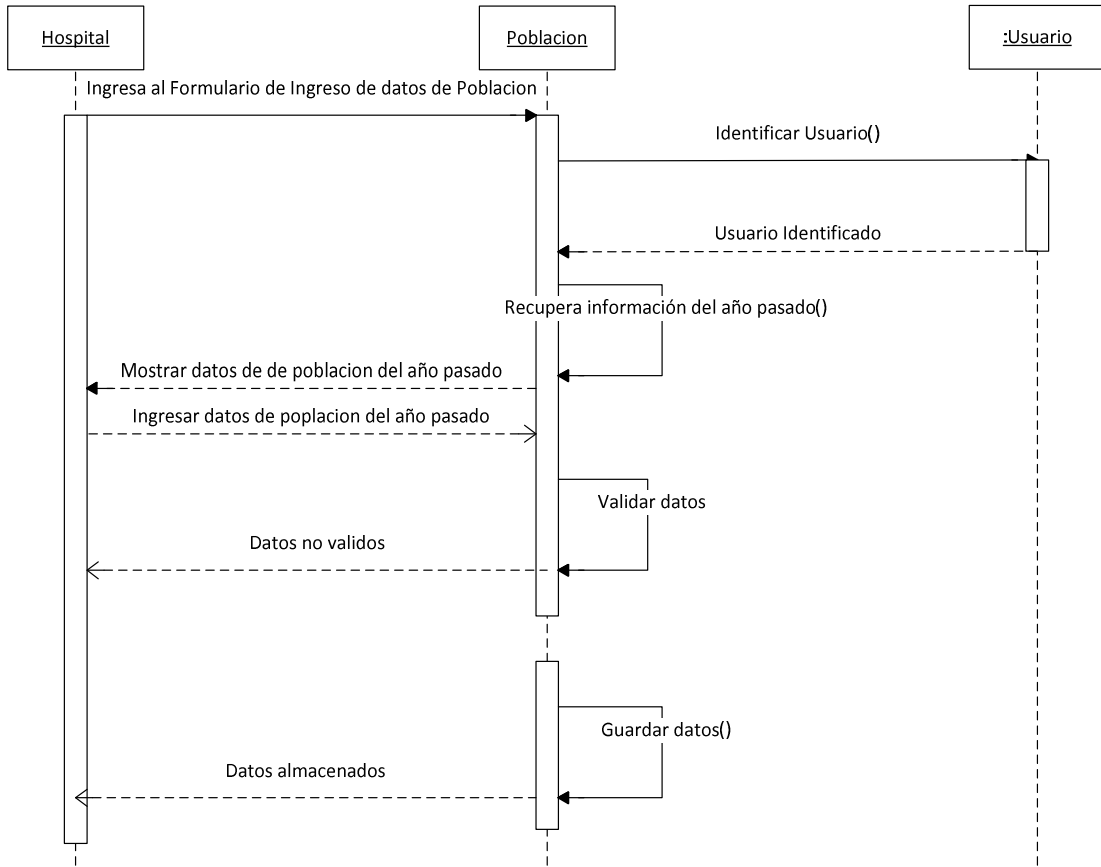 Hospital
Poblacion
:Usuario
Ingresa al Formulario de Ingreso de datos de Poblacion
Identificar Usuario()
Usuario Identificado
Recupera información del año pasado()
Mostrar datos de de poblacion del año pasado
Ingresar datos de poplacion del año pasado
Validar datos
Datos no validos
Guardar datos()
Datos almacenados